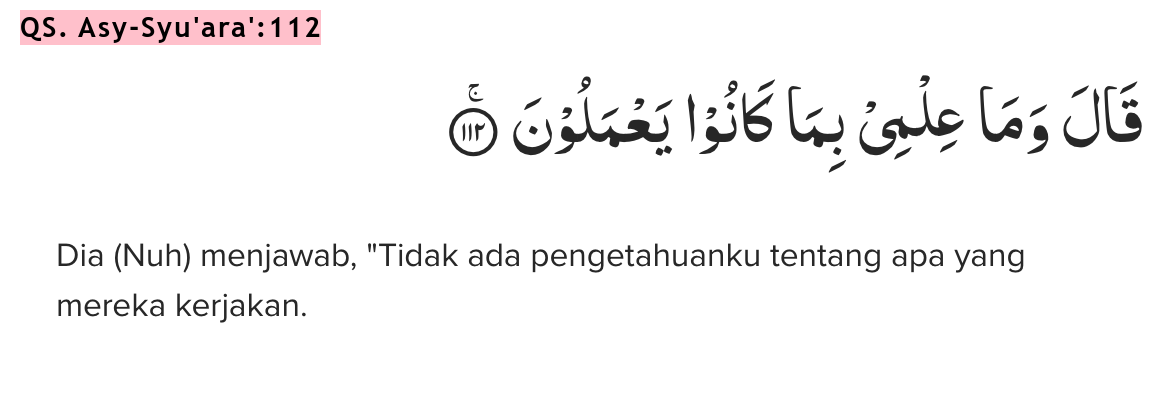 QS. Asy-Syu'ara':112
قَالَ وَمَا عِلْمِيْ بِمَا كَانُوْا يَعْمَلُوْنَ ۚ ١١٢
Dia (Nuh) menjawab, "Tidak ada pengetahuanku tentang apa yang
mereka kerjakan.